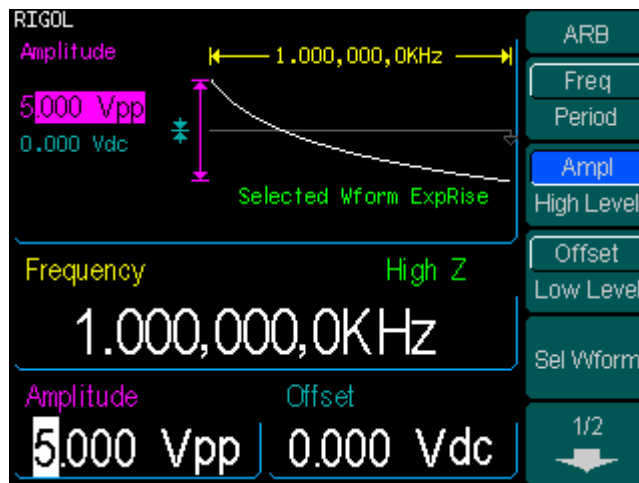 RIGOL
Amplitude
1.000,000,0KHz
5.000 Vpp
0.000 Vdc
Selected Wform ExpRise
Frequency
High Z
1.000,000,0KHz
Amplitude
Offset
5.000 Vpp
0.000 Vdc
ARB
Freq
Period
Ampl
High Level
Offset
Low Level
Sel Wform
1/2